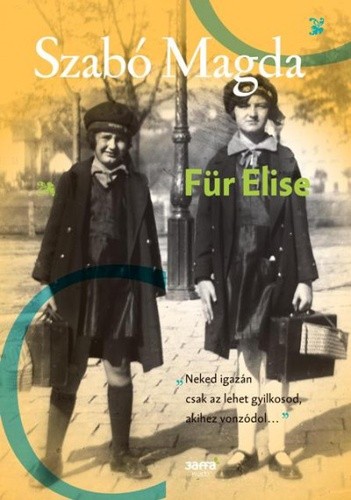 Szabó Magda
Für Elise
„Neked igazán
csak az lehet gyilkosod,
akihez vonzódol…”
Jaffa